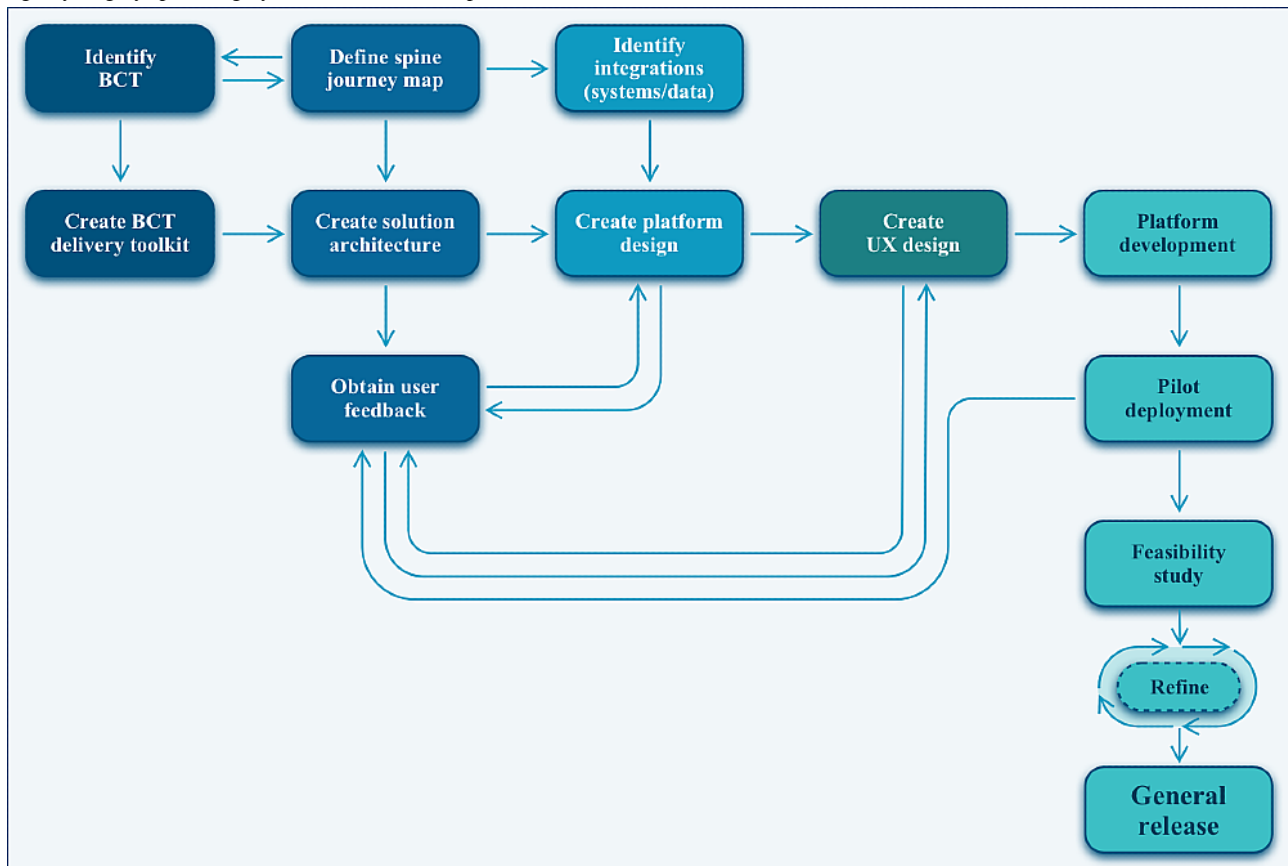 Identify
BCT
Define spine
journey map
Identify
integrations
(systems/data)
Create BCT
delivery toolkit
Create solution
architecture
Create platform
design
Create
UX design
Platform
development
Obtain user
feedback
Pilot
deployment
Feasibility
study
Refine
General
release